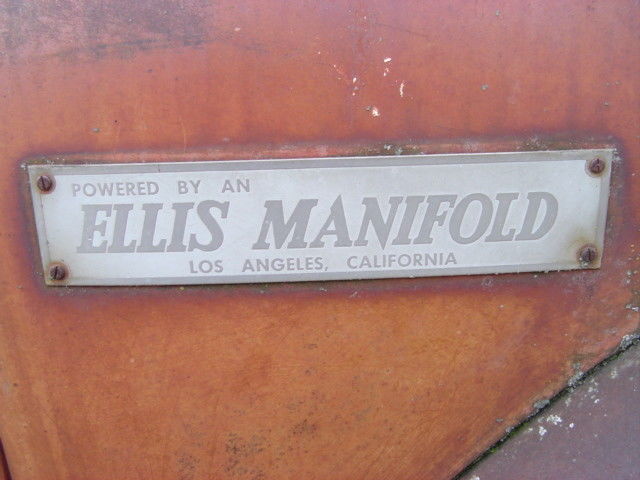 POWERED BY AN
ELLIS MANIFOLD
LOS ANGELES, CALIFORNIA